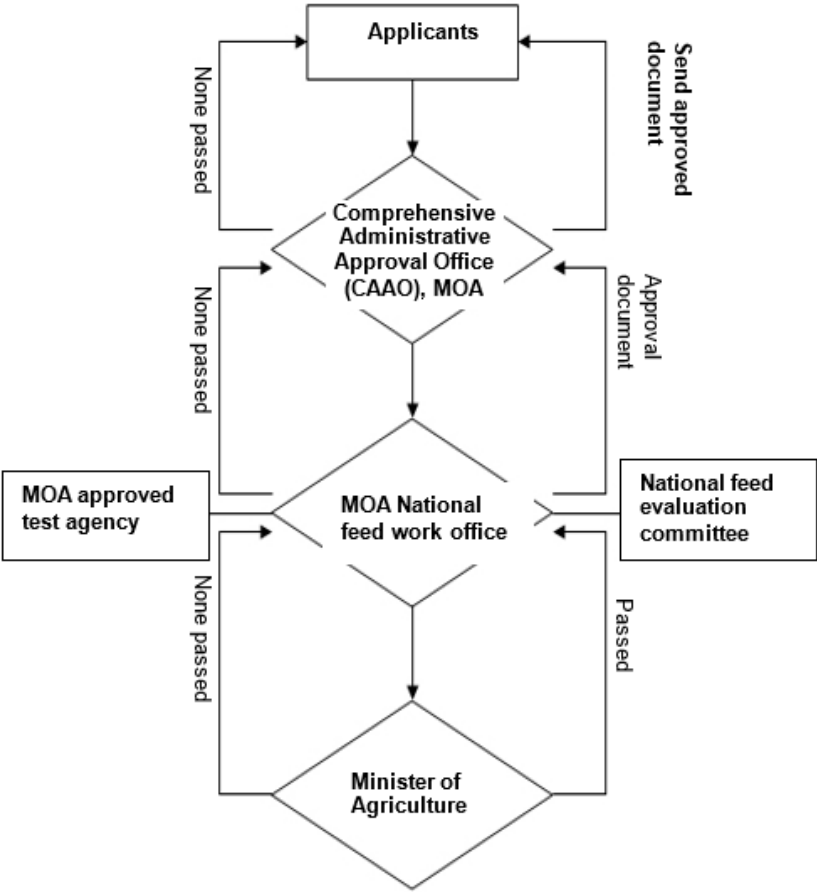 Applicants
None passed
Send approved
document
Comprehensive
Administrative
Approval Office
(CAAO), MOA
None passed
Approval
document
MOA approved
test agency
MOA National
feed work office
National feed
evaluation
committee
None passed
Passed
Minister of
Agriculture